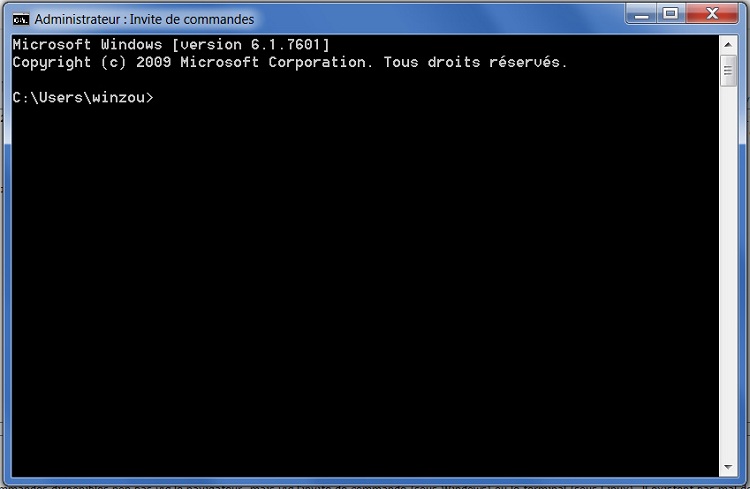 Administrateur : Invite de commandes
Microsoft Windows [version 6.1.7601]
Copyright (c) 2009 Microsoft Corporation. Tous droits réservés.
C:\Users\winzou>